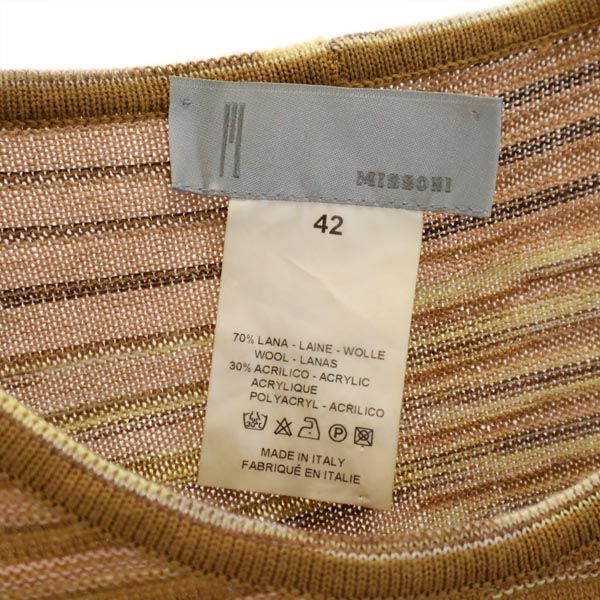 MISSONI
42
70% LANA - LAINE - WOLLE
WOOL - LANAS
30% ACRILICO - ACRYLIC
ACRYLIQUE
POLYACRYL - ACRILICO
30°C P
MADE IN ITALY
FABRIQUÉ EN ITALIE